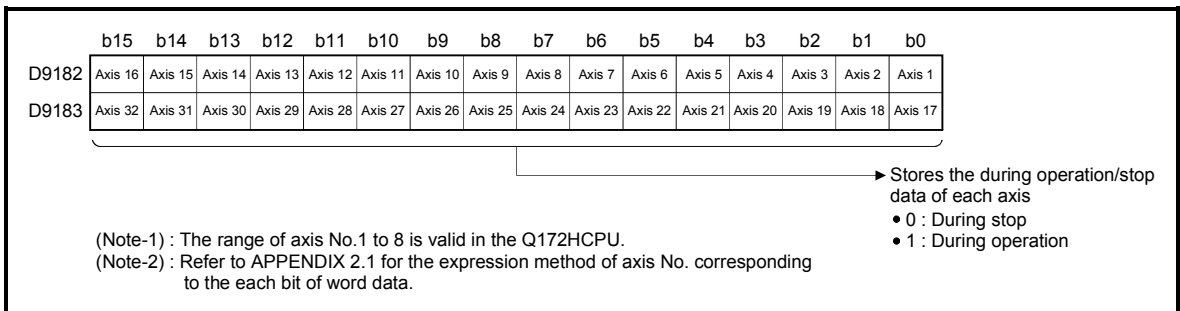 b15 b14 b13 b12 b11 b10 b9 b8 b7 b6 b5 b4 b3 b2 b1 b0
D9182 Axis 16 Axis 15 Axis 14 Axis 13 Axis 12 Axis 11 Axis 10 Axis 9 Axis 8 Axis 7 Axis 6 Axis 5 Axis 4 Axis 3 Axis 2 Axis 1
D9183 Axis 32 Axis 31 Axis 30 Axis 29 Axis 28 Axis 27 Axis 26 Axis 25 Axis 24 Axis 23 Axis 22 Axis 21 Axis 20 Axis 19 Axis 18 Axis 17
Stores the during operation/stop
data of each axis
• 0 : During stop
• 1 : During operation
(Note-1) : The range of axis No.1 to 8 is valid in the Q172HCPU.
(Note-2) : Refer to APPENDIX 2.1 for the expression method of axis No. corresponding
to the each bit of word data.